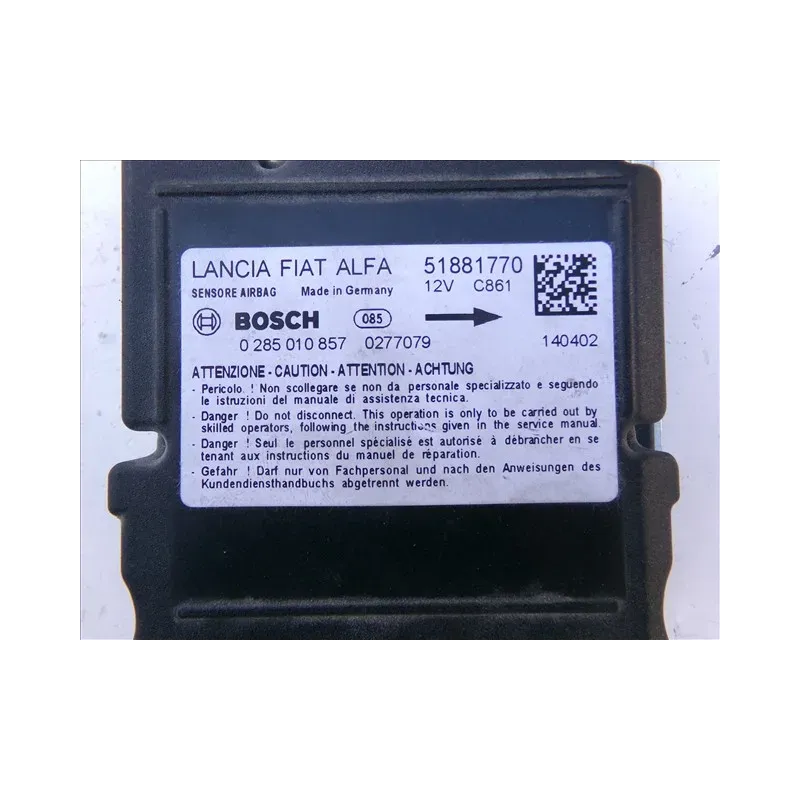 LANCIA FIAT ALFA 51881770
SENSORE AIRBAG Made in Germany 12V C861
BOSCH 085
0 285 010 857 0277079 140402
ATTENZIONE - CAUTION - ATTENTION - ACHTUNG
- Pericolo. ! Non scollegare se non da personale specializzato e seguendo
le istruzioni del manuale di assistenza tecnica.
- Danger ! Do not disconnect. This operation is only to be carried out by
skilled operators, following the instructions given in the service manual.
- Danger ! Seul le personnel spécialisé est autorisé à débrancher en se
tenant aux instructions du manuel de réparation.
- Gefahr ! Darf nur von Fachpersonal und nach den Anweisungen des
Kundendiensthandbuchs abgetrennt werden.